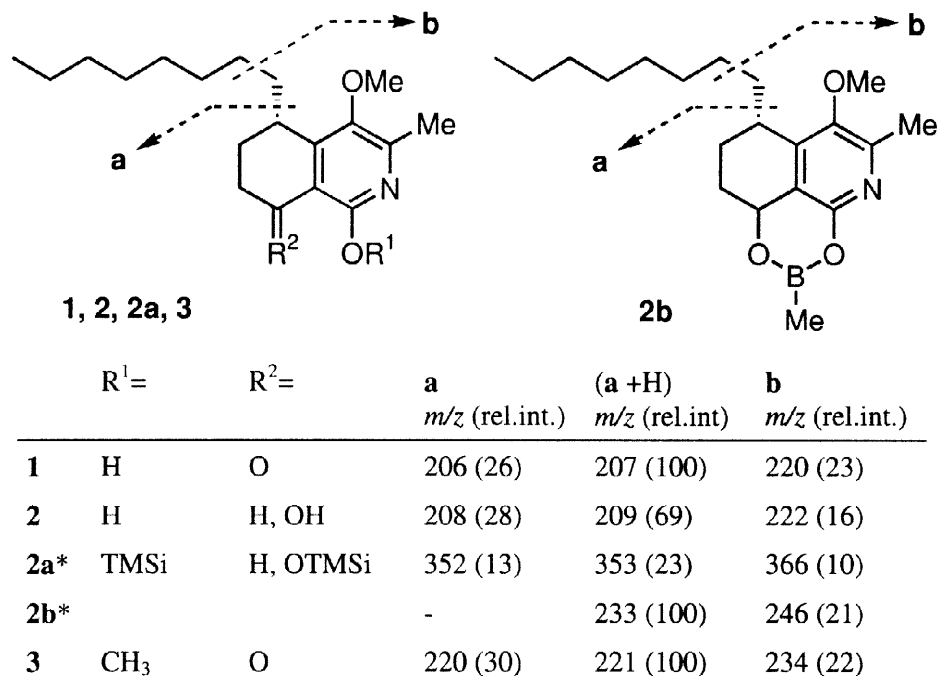 b
b
OMe
OMe
Me
Me
a
a
N
N
R² OR¹
O O
B
Me
1, 2, 2a, 3
2b
R¹= R²= a (a +H) b
m/z (rel.int.) m/z (rel.int) m/z (rel.int.)
1 H O 206 (26) 207 (100) 220 (23)
2 H H, OH 208 (28) 209 (69) 222 (16)
2a* TMSi H, OTMSi 352 (13) 353 (23) 366 (10)
2b* - 233 (100) 246 (21)
3 CH₃ O 220 (30) 221 (100) 234 (22)